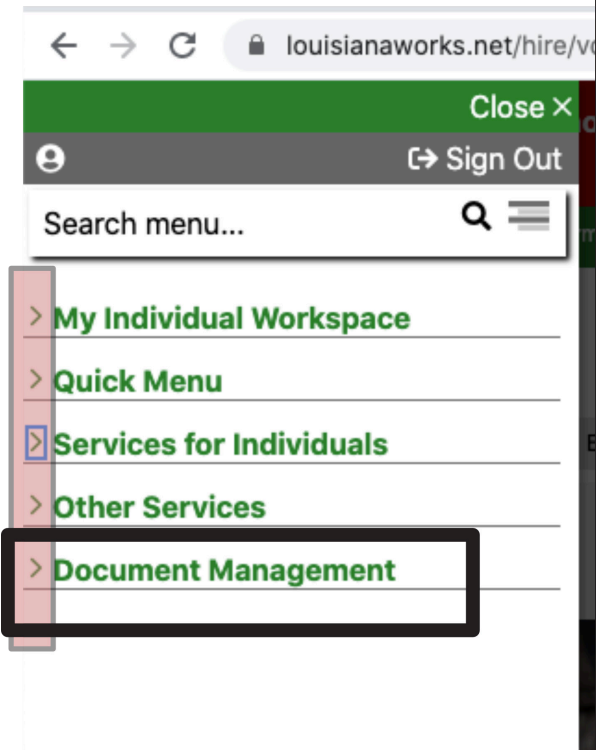 louisianaworks.net/hire/
Close ×
Sign Out
Search menu...
> My Individual Workspace
> Quick Menu
> Services for Individuals
> Other Services
> Document Management